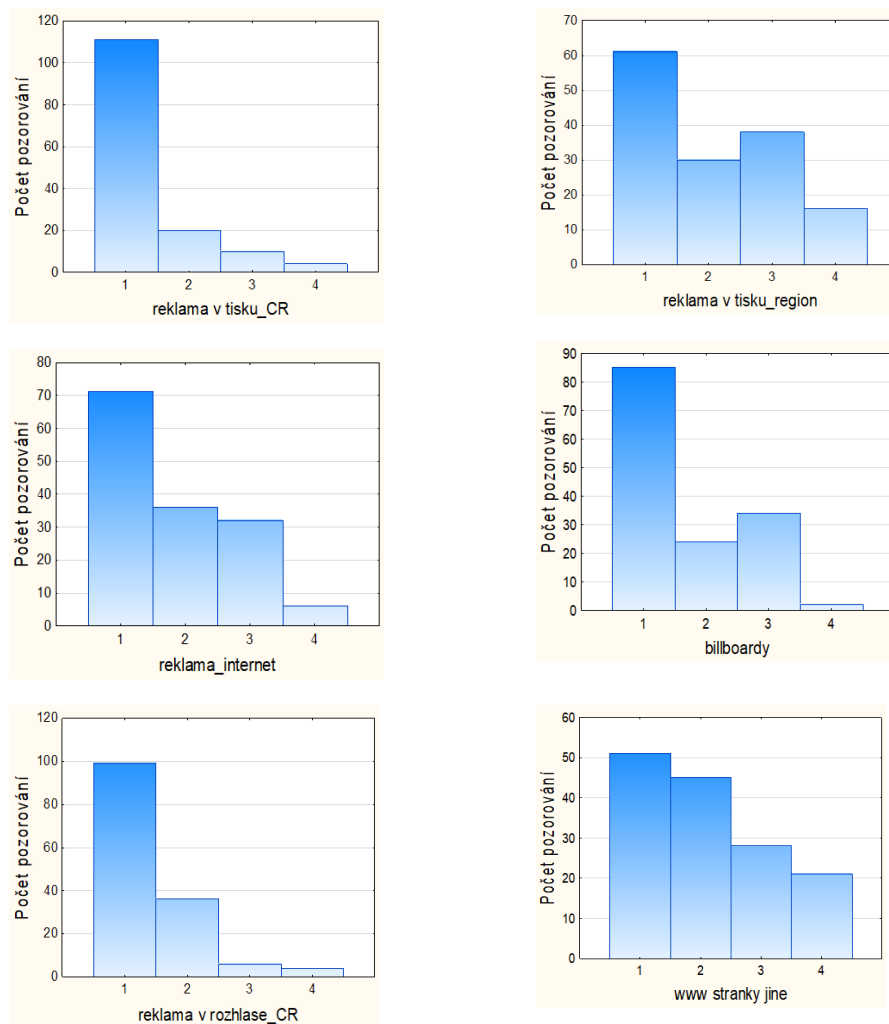 Počet pozorování
120
100
80
60
40
20
0
1 2 3 4
reklama v tisku_CR
Počet pozorování
70
60
50
40
30
20
10
0
1 2 3 4
reklama v tisku_region
Počet pozorování
80
70
60
50
40
30
20
10
0
1 2 3 4
reklama_internet
Počet pozorování
90
80
70
60
50
40
30
20
10
0
1 2 3 4
billboardy
Počet pozorování
120
100
80
60
40
20
0
1 2 3 4
reklama v rozhlase_CR
Počet pozorování
60
50
40
30
20
10
0
1 2 3 4
www stranky jine